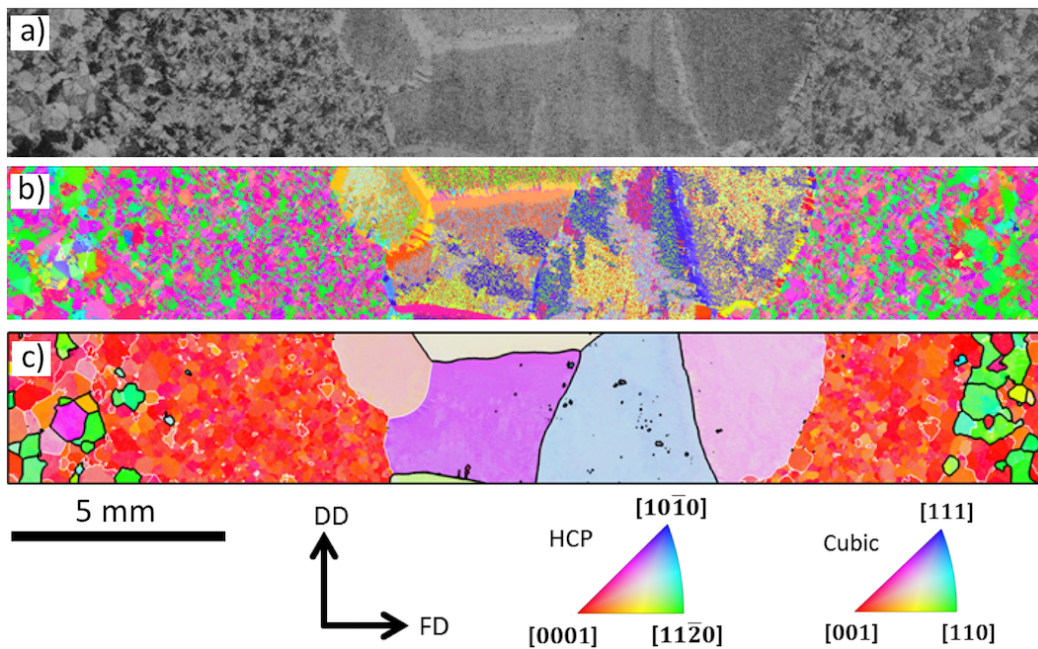 a)
b)
c)
5 mm
DD
FD
HCP
[101̅0]
[0001]
[112̅0]
Cubic
[111]
[001]
[110]